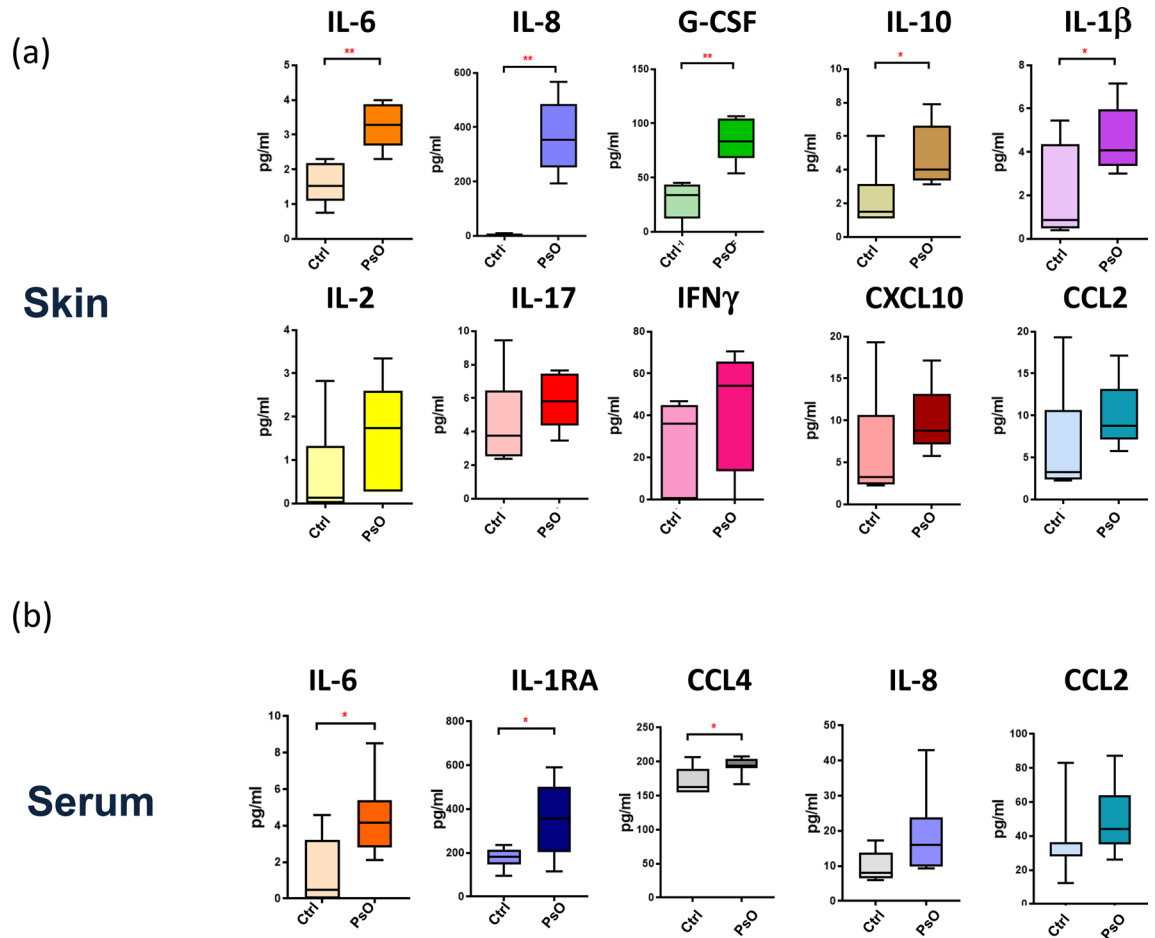 (a)
Skin
IL-6
**
pg/ml
5
4
3
2
1
0
Ctrl
PsO
IL-8
**
pg/ml
600
400
200
0
Ctrl
PsO
G-CSF
**
pg/ml
150
100
50
0
Ctrl
PsO
IL-10
*
pg/ml
10
8
6
4
2
0
Ctrl
PsO
IL-1β
*
pg/ml
8
6
4
2
0
Ctrl
PsO
IL-2
pg/ml
4
3
2
1
0
Ctrl
PsO
IL-17
pg/ml
10
8
6
4
2
0
Ctrl
PsO
IFNγ
pg/ml
80
60
40
20
0
Ctrl
PsO
CXCL10
pg/ml
20
15
10
5
0
Ctrl
PsO
CCL2
pg/ml
20
15
10
5
0
Ctrl
PsO
(b)
Serum
IL-6
*
pg/ml
10
8
6
4
2
0
Ctrl
PsO
IL-1RA
*
pg/ml
800
600
400
200
0
Ctrl
PsO
CCL4
*
pg/ml
250
200
150
100
50
0
Ctrl
PsO
IL-8
pg/ml
50
40
30
20
10
0
Ctrl
PsO
CCL2
pg/ml
100
80
60
40
20
0
Ctrl
PsO